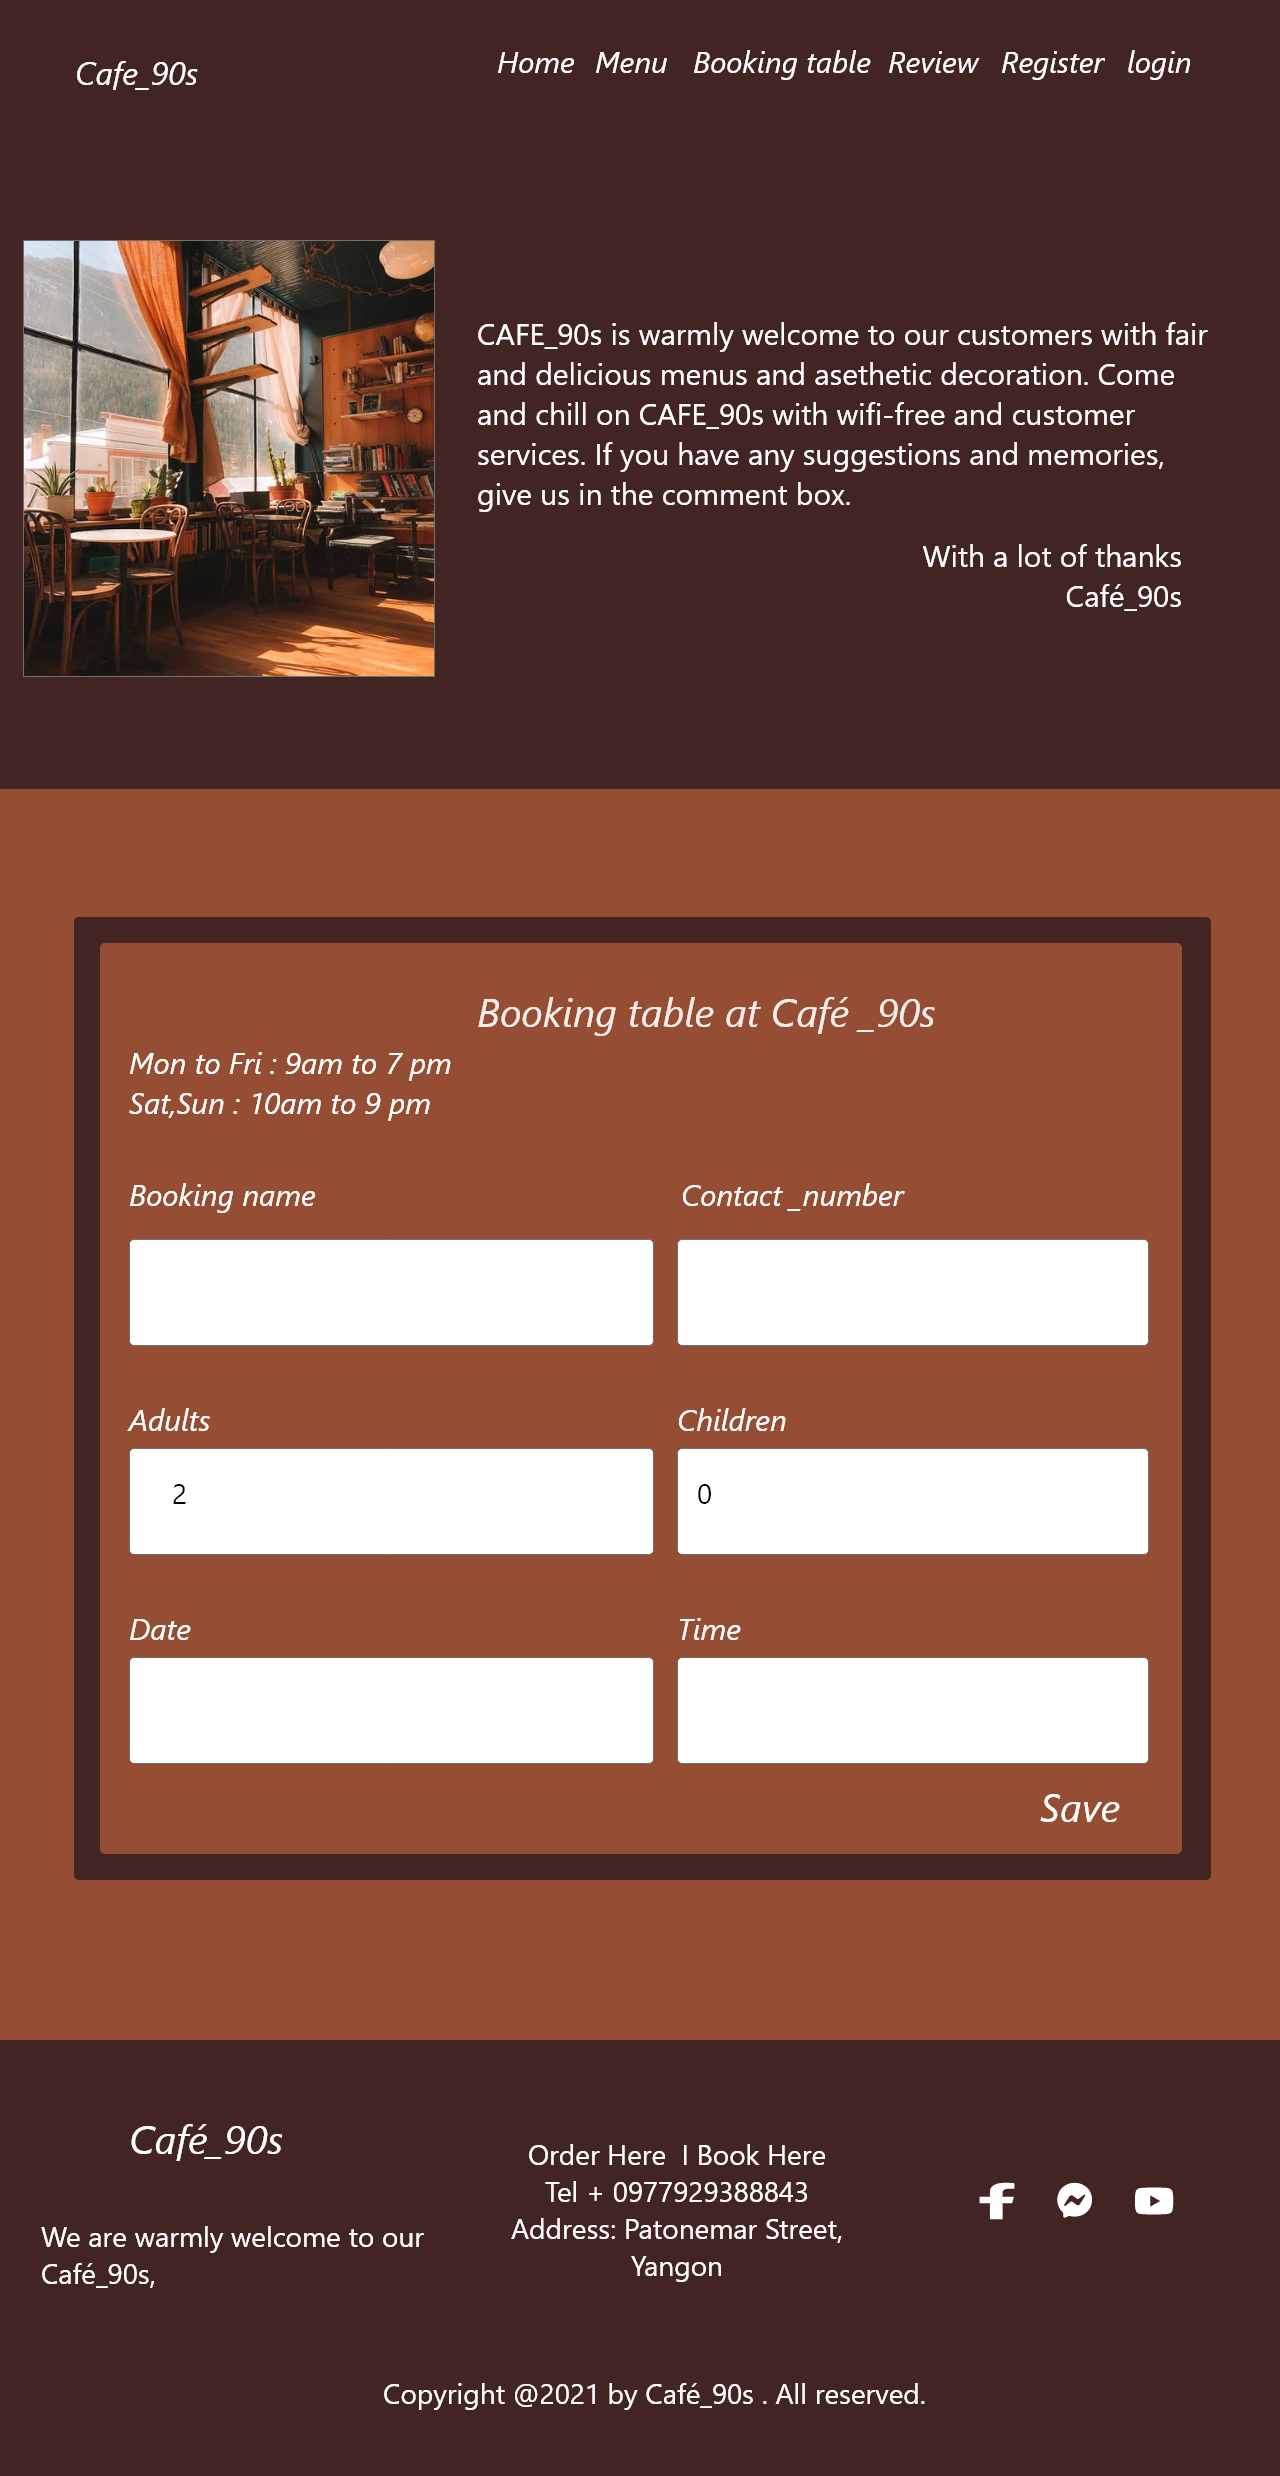 Cafe_90s
Home Menu Booking table Review Register login
CAFE_90s is warmly welcome to our customers with fair
and delicious menus and asethetic decoration. Come
and chill on CAFE_90s with wifi-free and customer
services. If you have any suggestions and memories,
give us in the comment box.
With a lot of thanks
Café_90s
Booking table at Café _90s
Mon to Fri : 9am to 7 pm
Sat,Sun : 10am to 9 pm
Booking name
Contact _number
Adults
Children
2
0
Date
Time
Save
Café_90s
We are warmly welcome to our
Café_90s,
Order Here I Book Here
Tel + 0977929388843
Address: Patonemar Street,
Yangon
Copyright @2021 by Café_90s . All reserved.